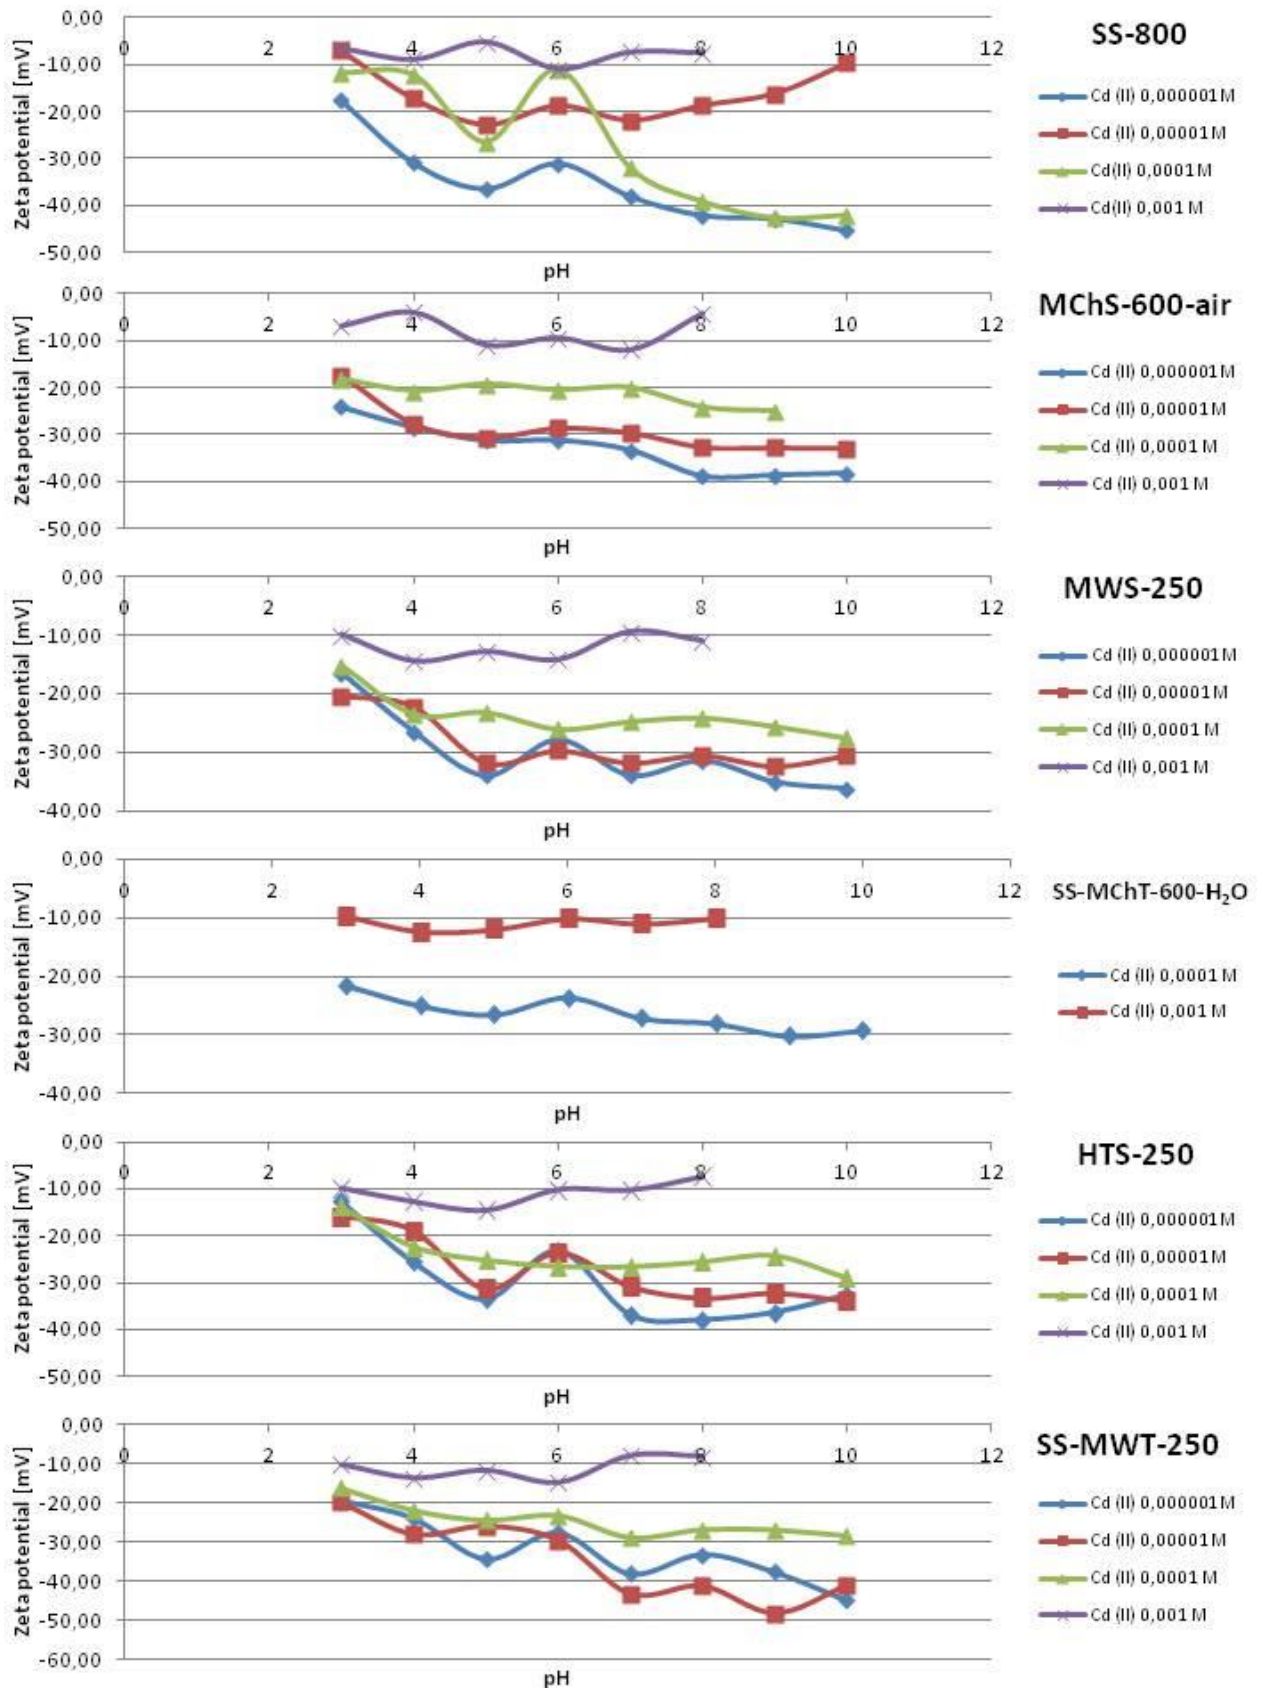 SS-800
Zeta potential [mV]
0,00
-10,00
-20,00
-30,00
-40,00
-50,00
0 2 4 6 8 10 12
pH
Cd (II) 0,000001M
Cd (II) 0,00001M
Cd(II) 0,0001M
Cd(II) 0,001 M
MChS-600-air
Zeta potential [mV]
0,00
-10,00
-20,00
-30,00
-40,00
-50,00
0 2 4 6 8 10 12
pH
Cd (II) 0,000001M
Cd (II) 0,00001M
Cd (II) 0,0001 M
Cd (II) 0,001 M
MWS-250
Zeta potential [mV]
0,00
-10,00
-20,00
-30,00
-40,00
0 2 4 6 8 10 12
pH
Cd (II) 0,000001M
Cd (II) 0,00001M
Cd (II) 0,0001 M
Cd (II) 0,001 M
SS-MChT-600-H₂O
Zeta potential [mV]
0,00
-10,00
-20,00
-30,00
-40,00
0 2 4 6 8 10 12
pH
Cd (II) 0,0001 M
Cd (II) 0,001 M
HTS-250
Zeta potential [mV]
0,00
-10,00
-20,00
-30,00
-40,00
-50,00
0 2 4 6 8 10 12
pH
Cd (II) 0,000001M
Cd (II) 0,00001M
Cd (II) 0,0001 M
Cd (II) 0,001 M
SS-MWT-250
Zeta potential [mV]
0,00
-10,00
-20,00
-30,00
-40,00
-50,00
-60,00
0 2 4 6 8 10 12
pH
Cd (II) 0,000001M
Cd (II) 0,00001M
Cd (II) 0,0001 M
Cd (II) 0,001 M